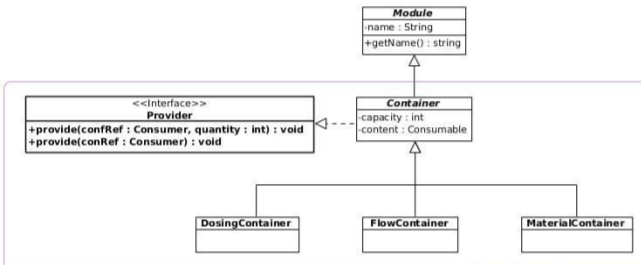 Module
-name : String
+getName() : string
<<Interface>>
Provider
+provide(confRef : Consumer, quantity : int) : void
+provide(conRef : Consumer) : void
Container
-capacity : int
-content : Consumable
DosingContainer
FlowContainer
MaterialContainer